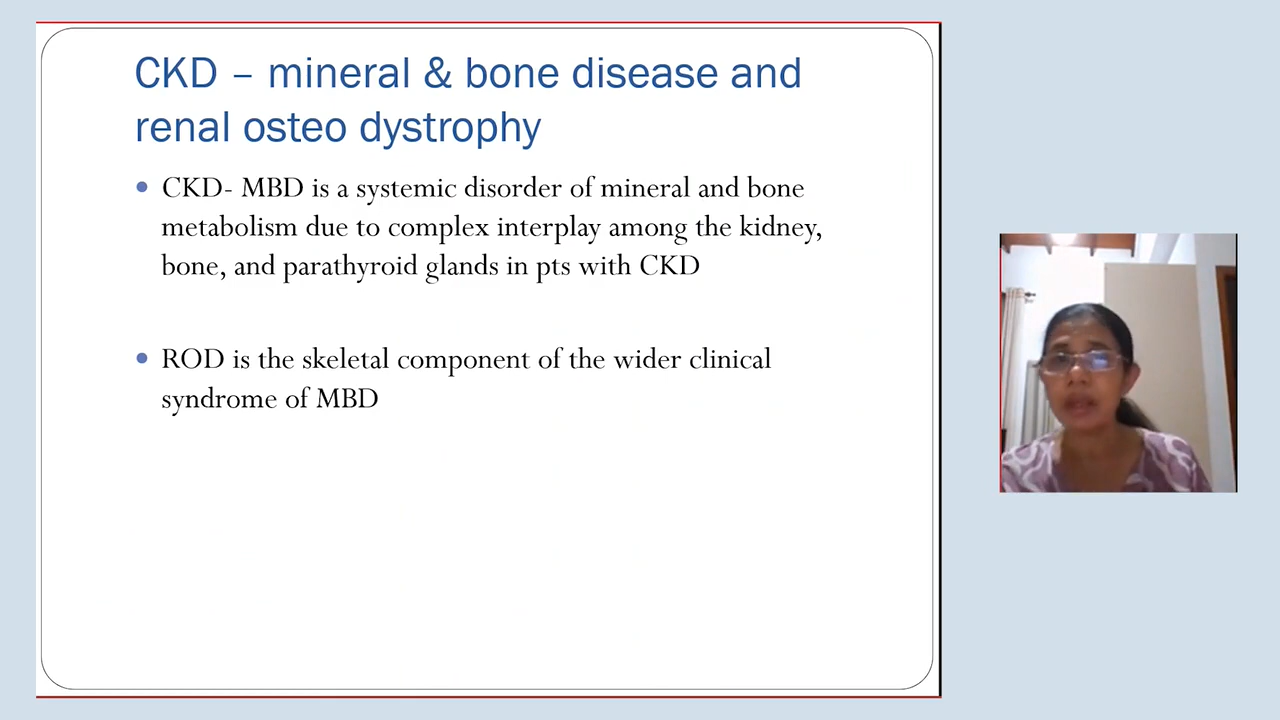 CKD – mineral & bone disease and
renal osteo dystrophy
• CKD- MBD is a systemic disorder of mineral and bone
metabolism due to complex interplay among the kidney,
bone, and parathyroid glands in pts with CKD
• ROD is the skeletal component of the wider clinical
syndrome of MBD